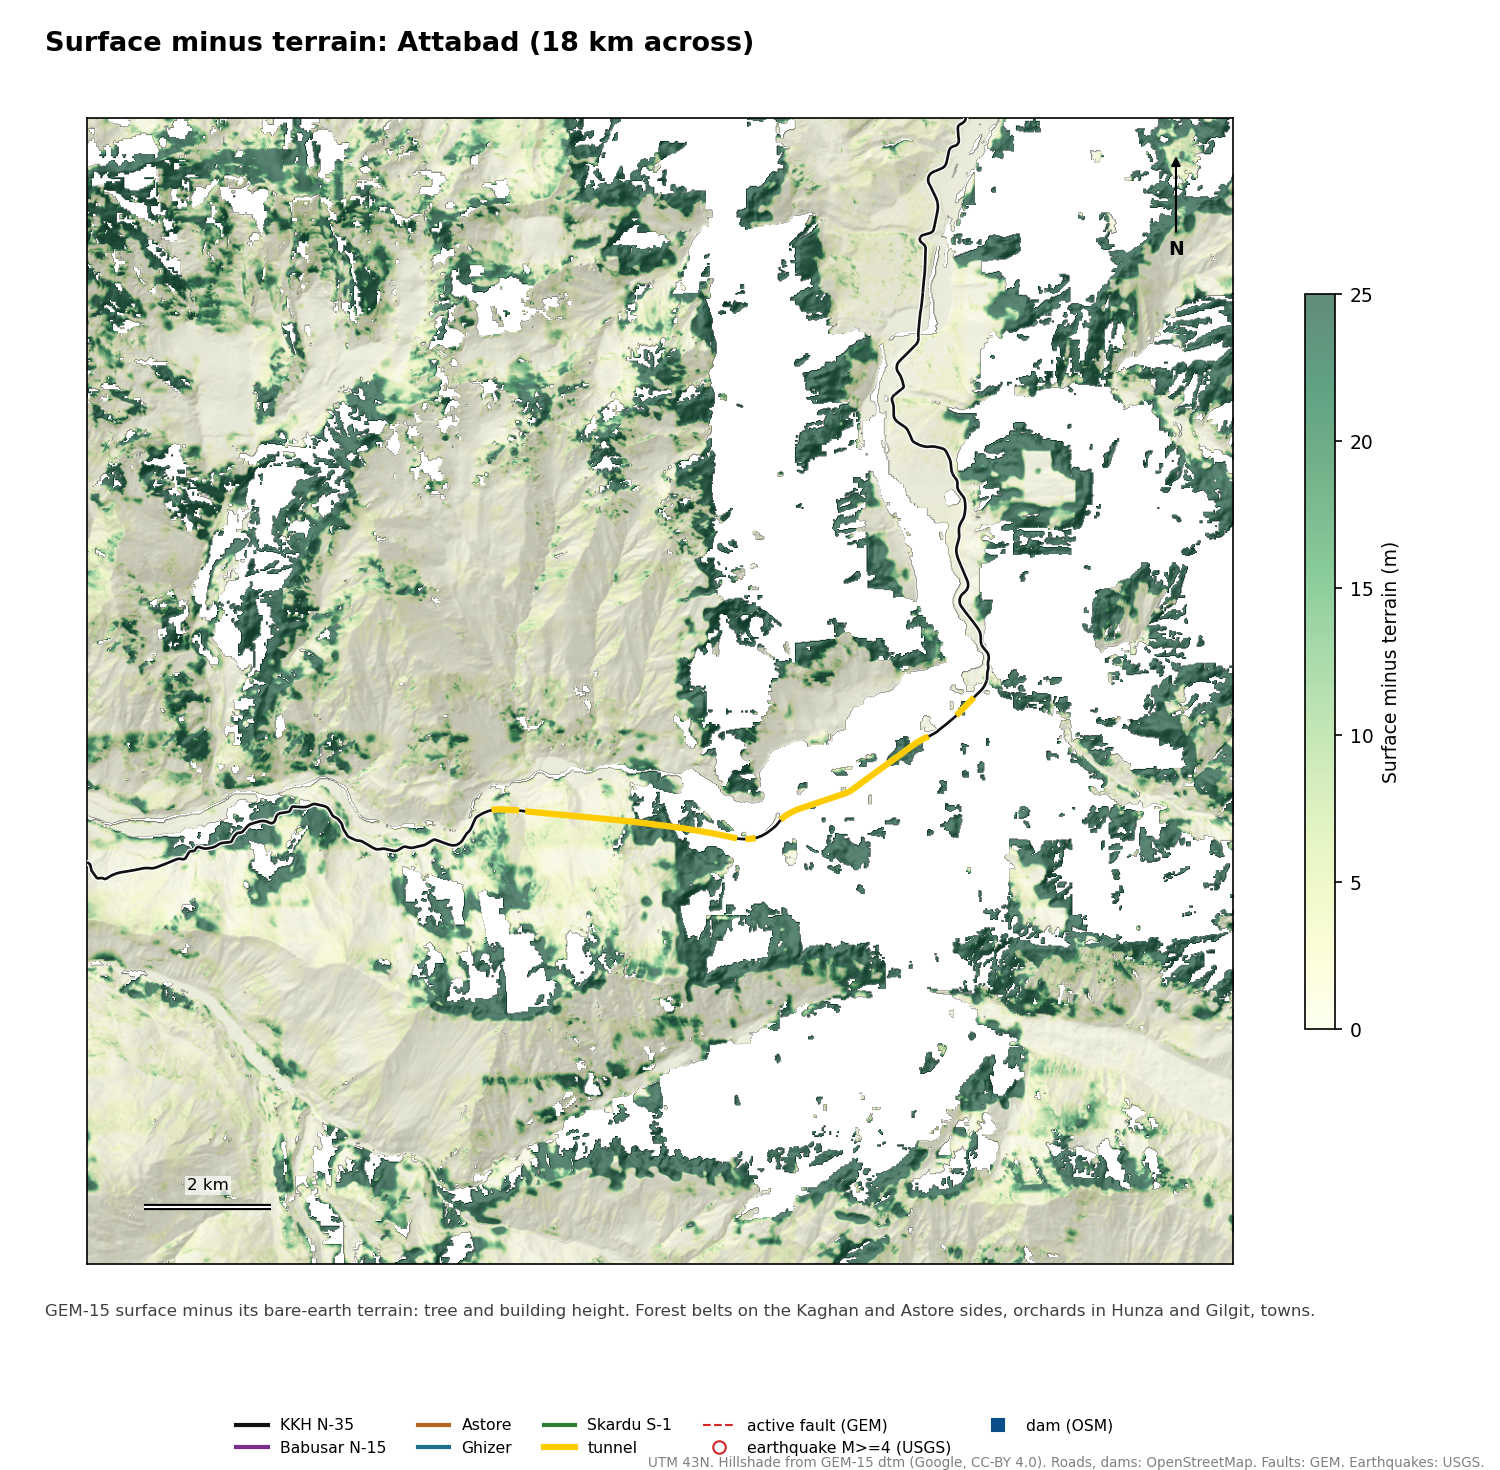 Surface minus terrain: Attabad (18 km across)
N
25
20
15
10
5
0
Surface minus terrain (m)
2 km
GEM-15 surface minus its bare-earth terrain: tree and building height. Forest belts on the Kaghan and Astore sides, orchards in Hunza and Gilgit, towns.
KKH N-35
Babusar N-15
Astore
Ghizer
Skardu S-1
tunnel
active fault (GEM)
earthquake M>=4 (USGS)
dam (OSM)
UTM 43N. Hillshade from GEM-15 dtm (Google, CC-BY 4.0). Roads, dams: OpenStreetMap. Faults: GEM. Earthquakes: USGS.